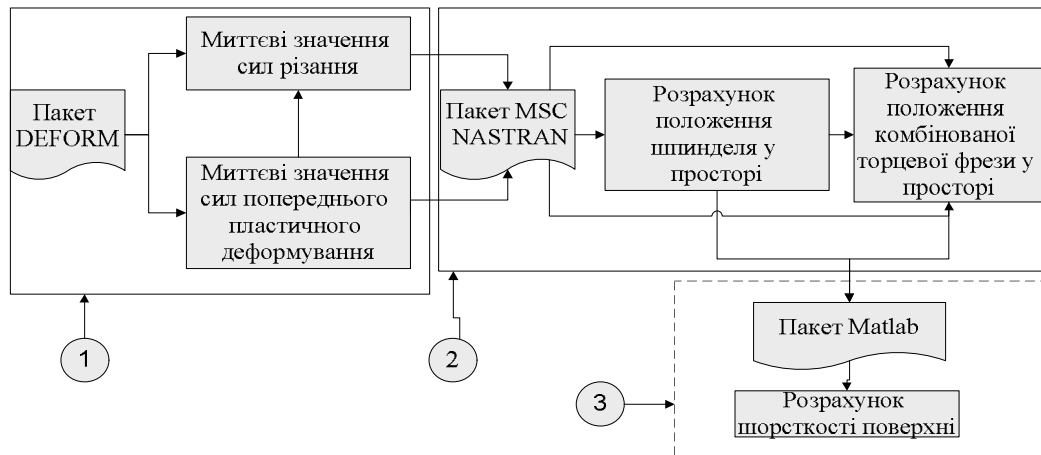 Миттєві значення
сил різання
Пакет
DEFORM
Миттєві значення
сил попереднього
пластичного
деформування
Пакет MSC
NASTRAN
Розрахунок
положення
шпинделя у
просторі
Розрахунок
положення
комбінованої
торцевої фрези у
просторі
1
2
Пакет Matlab
3
Розрахунок
шорсткості поверхні